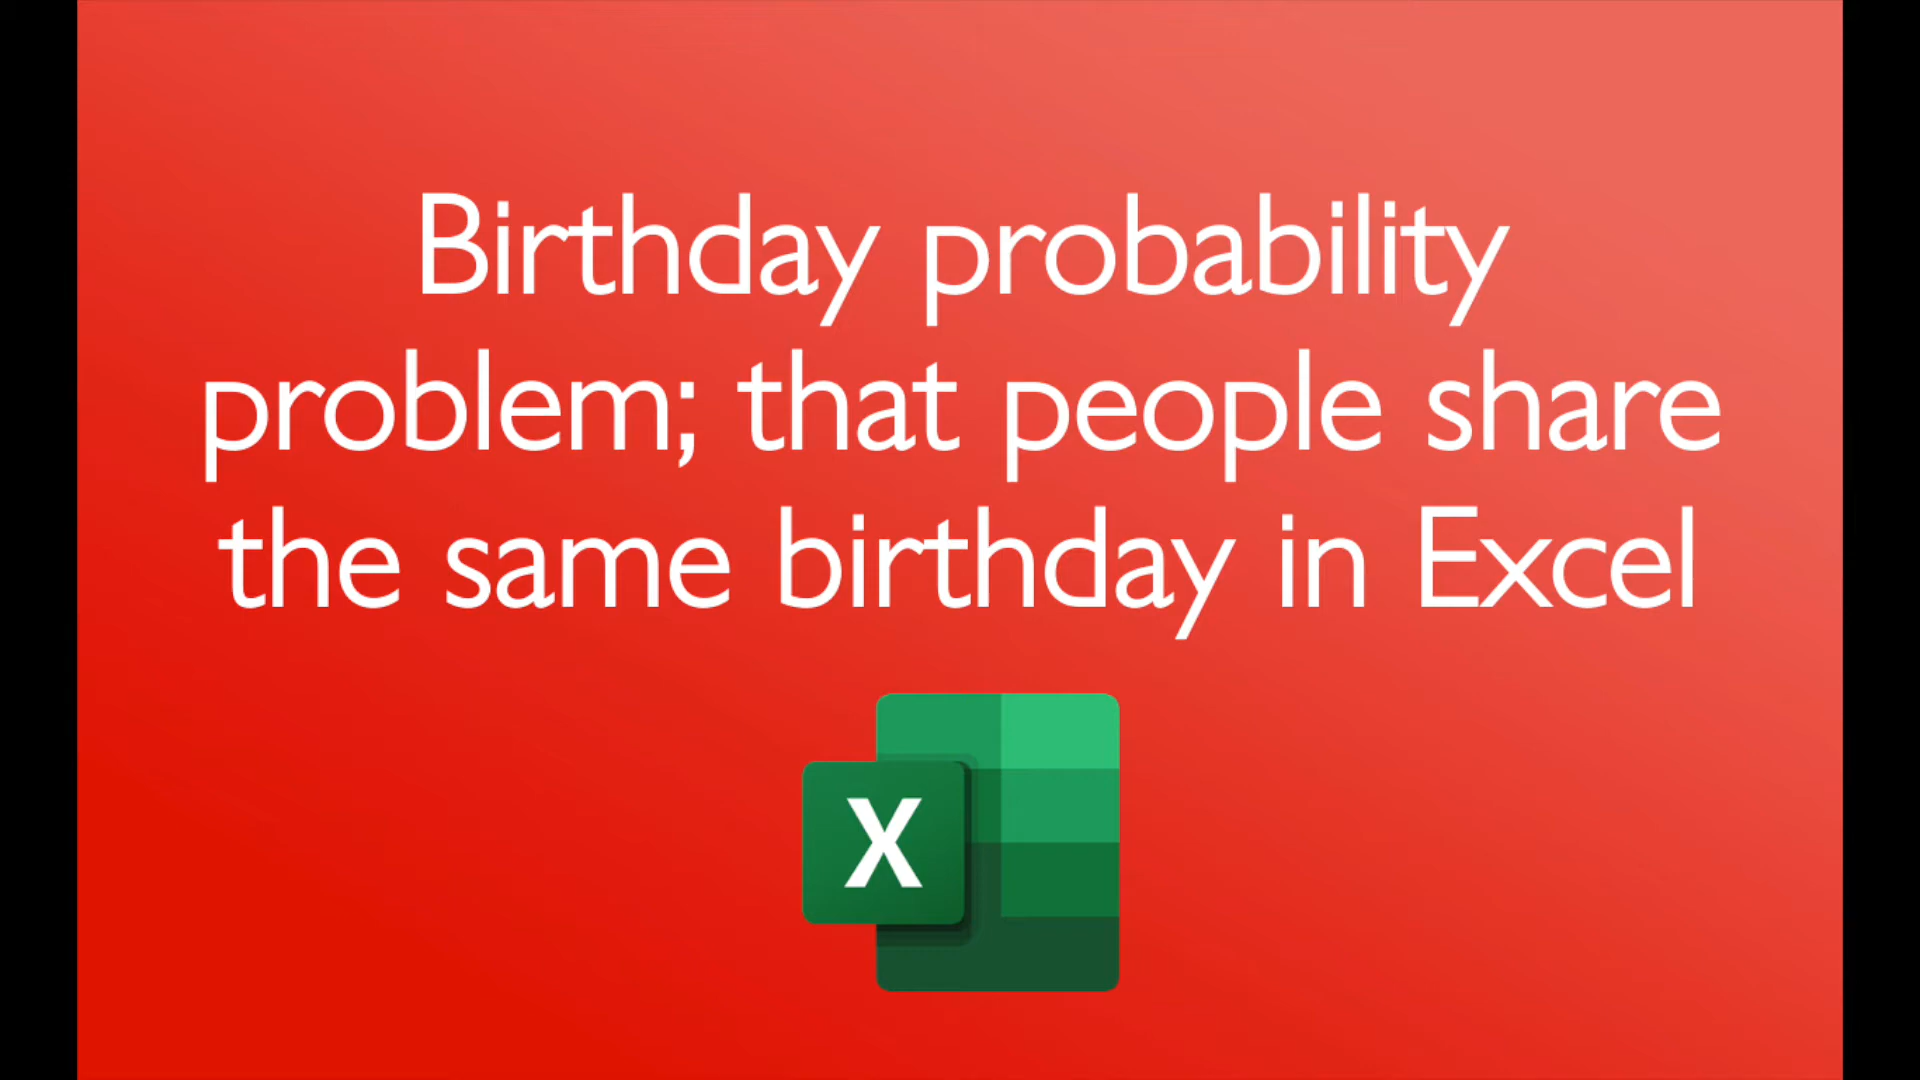 Birthday probability
problem; that people share
the same birthday in Excel
X